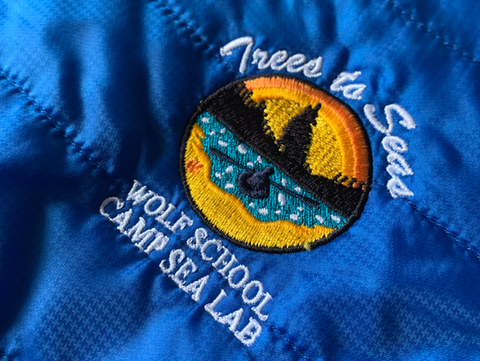 Trees to Seas
WOLF SCHOOL
CAMP SEA LAB